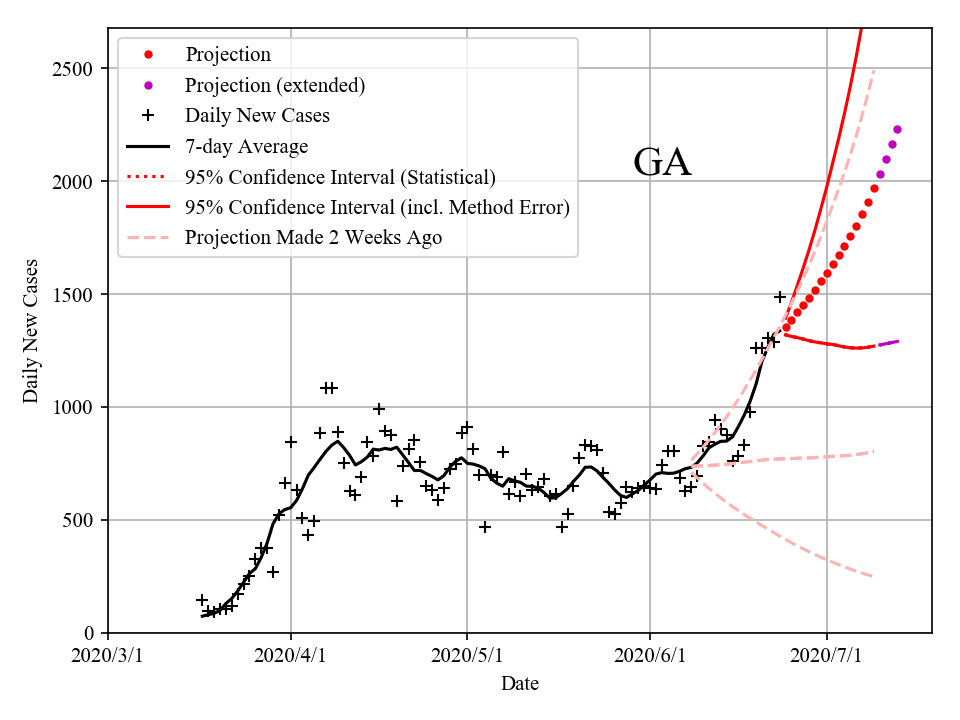 Projection
Projection (extended)
Daily New Cases
7-day Average
95% Confidence Interval (Statistical)
95% Confidence Interval (incl. Method Error)
Projection Made 2 Weeks Ago
GA
2500
2000
1500
1000
500
0
Daily New Cases
2020/3/1
2020/4/1
2020/5/1
2020/6/1
2020/7/1
Date